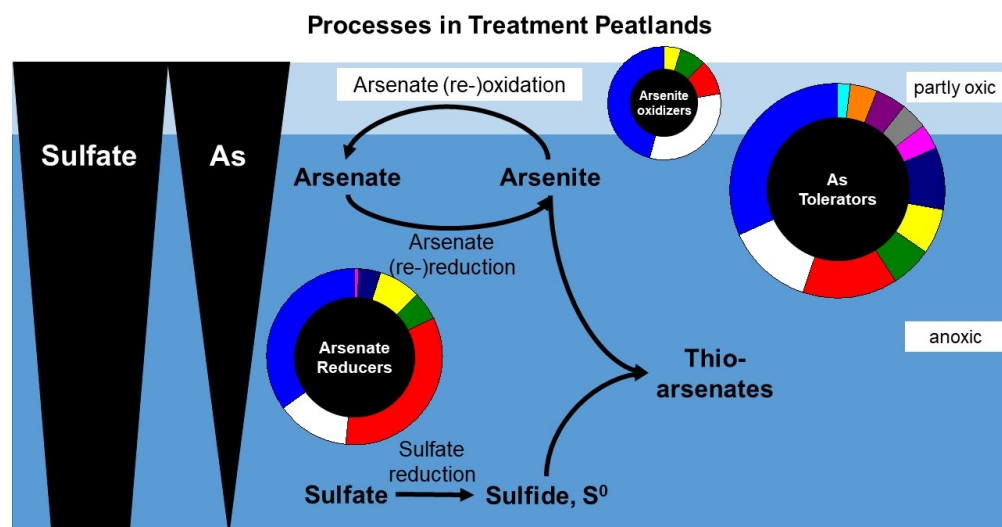 Processes in Treatment Peatlands
Arsenate (re-)oxidation
Arsenite
oxidizers
partly oxic
Sulfate
As
Arsenate
Arsenite
As
Tolerators
Arsenate
(re-)reduction
Arsenate
Reducers
anoxic
Thio-
arsenates
Sulfate
reduction
Sulfate
Sulfide, S⁰